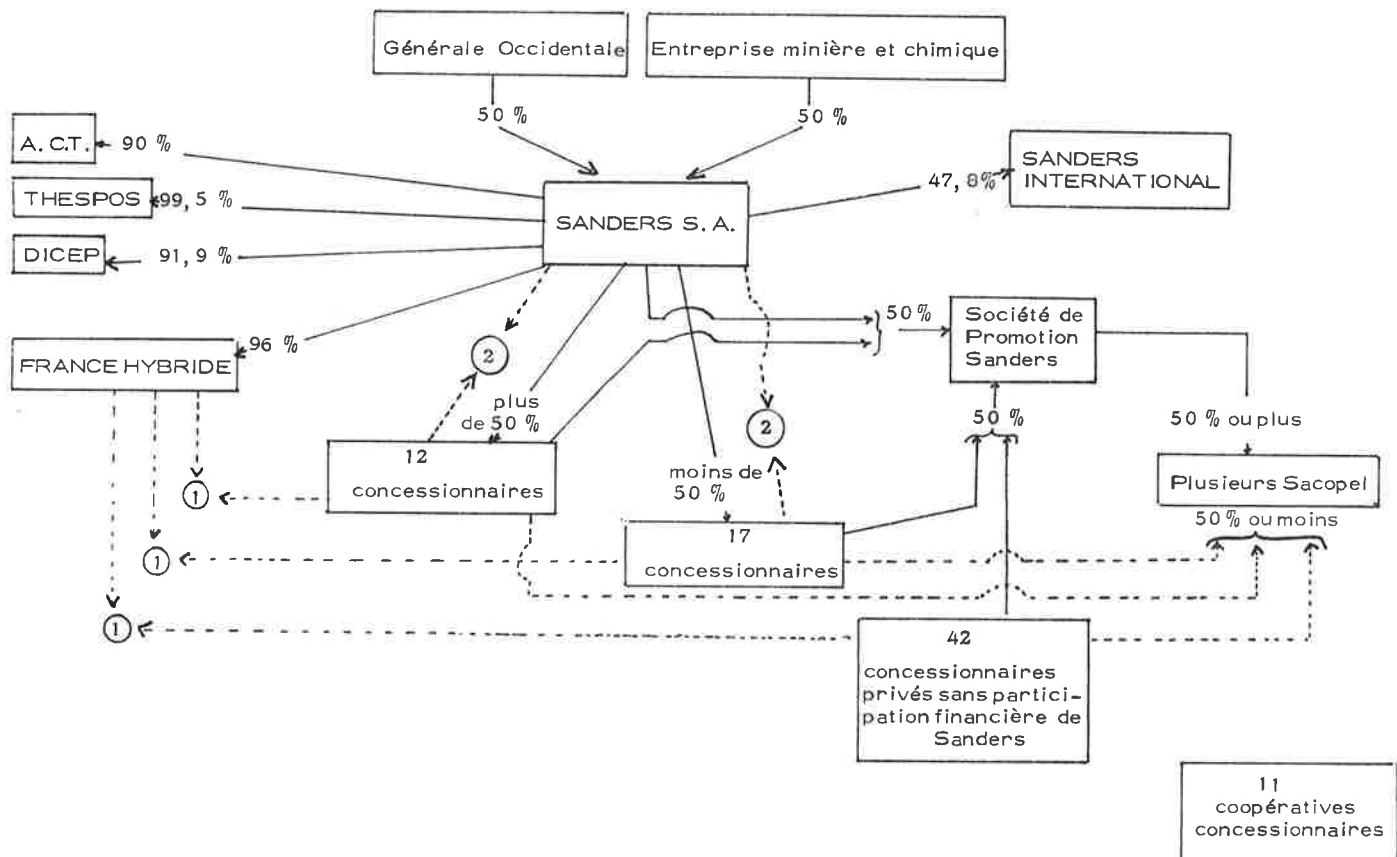 Générale Occidentale
Entreprise minière et chimique
50 %
50 %
A.C.T.
90 %
SANDERS
INTERNATIONAL
47, 8%
THESPOS
99, 5 %
SANDERS S. A.
DICEP
91, 9 %
50 %
Société de
Promotion
Sanders
96 %
FRANCE HYBRIDE
2
plus
de 50 %
50 %
2
50 % ou plus
12
concessionnaires
moins de
50 %
Plusieurs Sacopel
1
50 % ou moins
17
concessionnaires
1
1
42
concessionnaires
privés sans partici-
pation financière de
Sanders
11
coopératives
concessionnaires